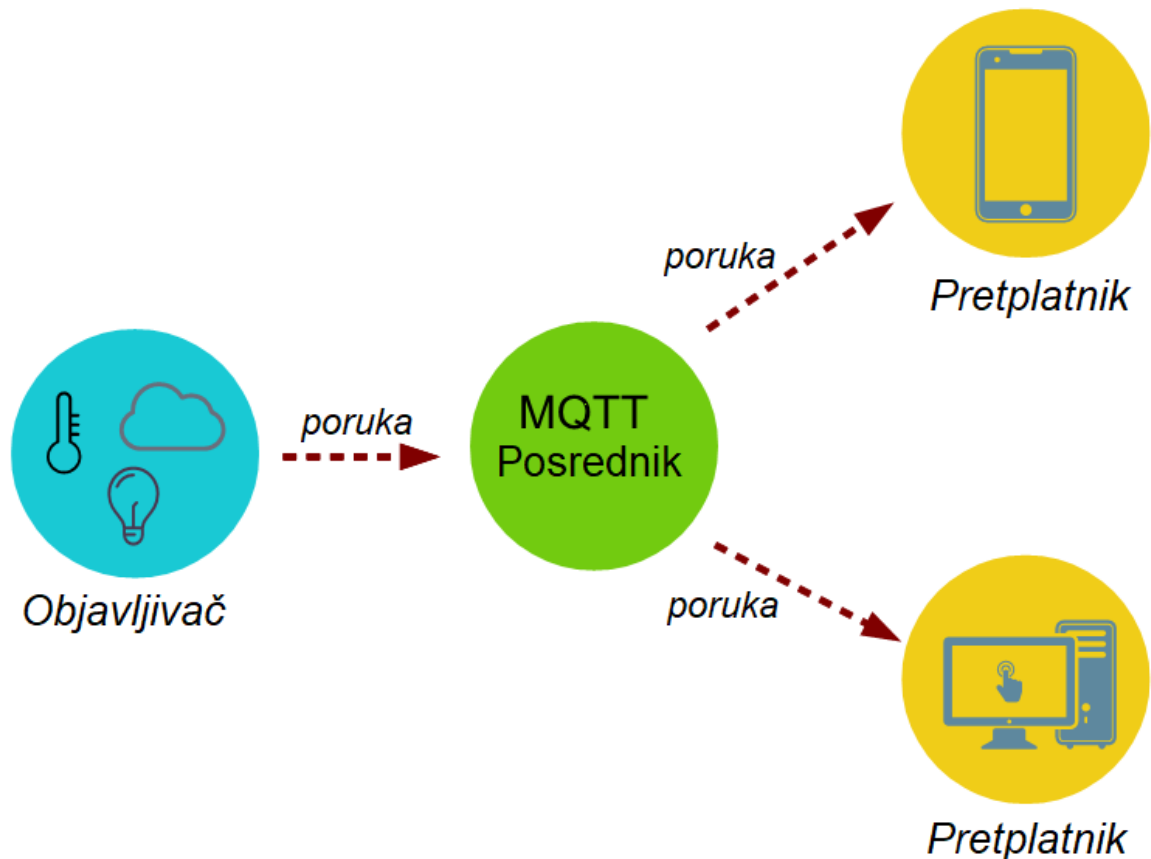 Objavljivač
poruka
MQTT
Posrednik
poruka
Pretplatnik
poruka
Pretplatnik